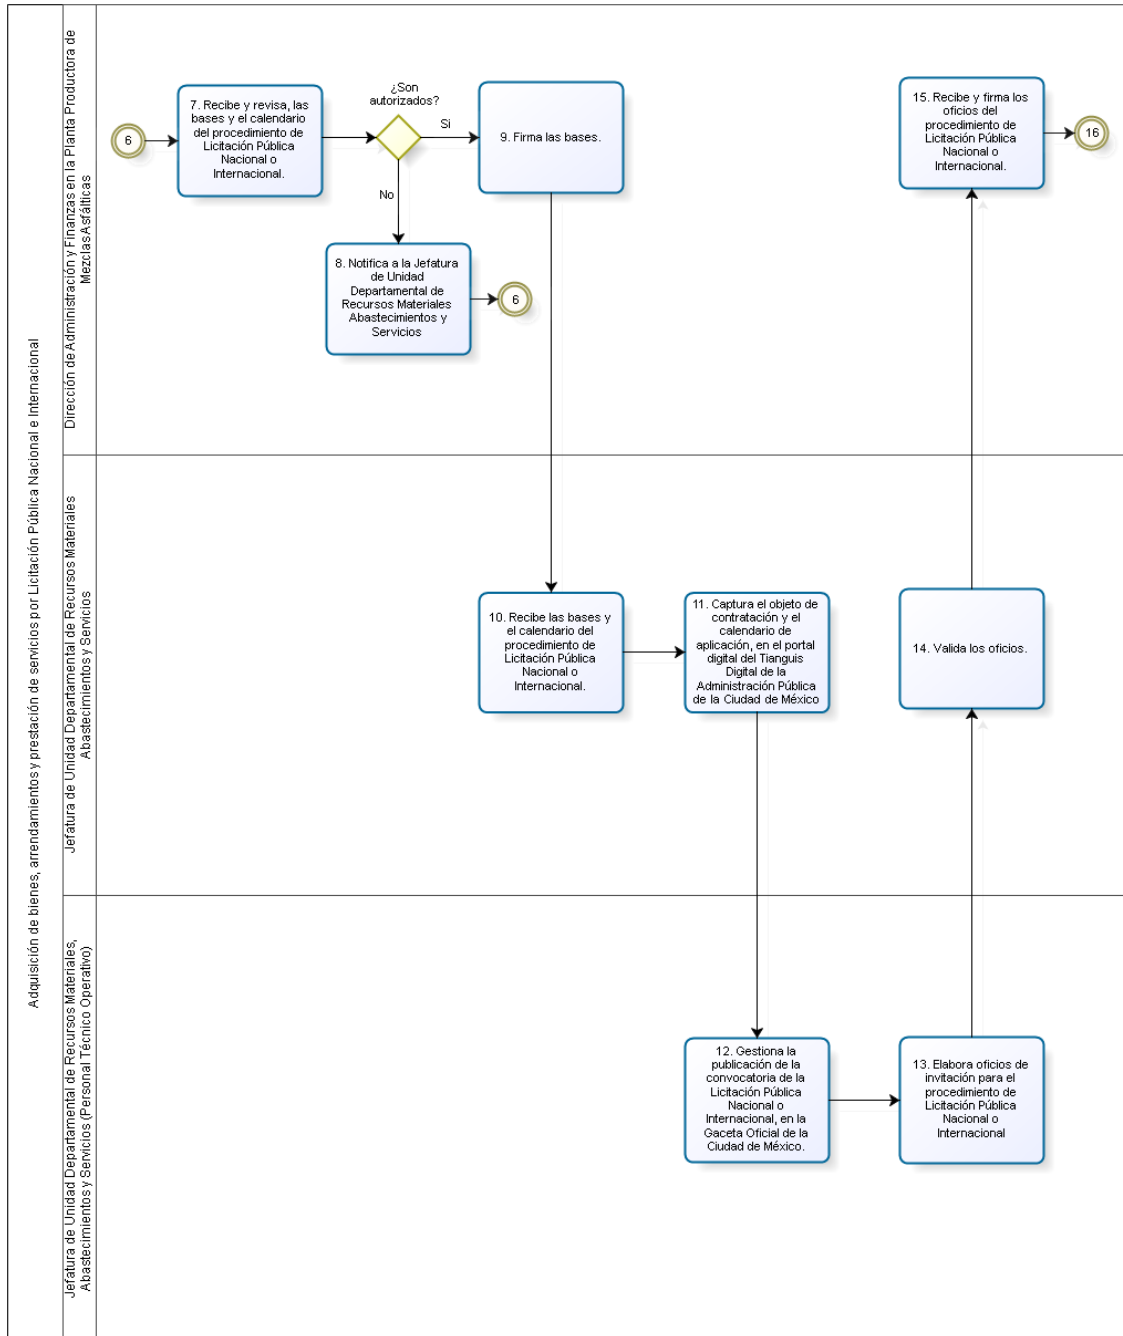 Adquisición de bienes, arrendamientos y prestación de servicios por Licitación Pública Nacional e Internacional
Dirección de Administración y Finanzas en la Planta Productora de
Mezclas Asfálticas
6
7. Recibe y revisa, las
bases y el calendario
del procedimiento de
Licitación Pública
Nacional o
Internacional.
¿Son
autorizados?
Si
No
8. Notifica a la Jefatura
de Unidad
Departamental de
Recursos Materiales
Abastecimientos y
Servicios
6
9. Firma las bases.
15. Recibe y firma los
oficios del
procedimiento de
Licitación Pública
Nacional o
Internacional.
16
Jefatura de Unidad Departamental de Recursos Materiales
Abastecimientos y Servicios
10. Recibe las bases y
el calendario del
procedimiento de
Licitación Pública
Nacional o
Internacional.
11. Captura el objeto de
contratación y el
calendario de
aplicación, en el portal
digital del Tianguis
Digital de la
Administración Pública
de la Ciudad de México
14. Valida los oficios.
Jefatura de Unidad Departamental de Recursos Materiales,
Abastecimientos y Servicios (Personal Técnico Operativo)
12. Gestiona la
publicación de la
convocatoria de la
Licitación Pública
Nacional o
Internacional, en la
Gaceta Oficial de la
Ciudad de México.
13. Elabora oficios de
invitación para el
procedimiento de
Licitación Pública
Nacional o
Internacional